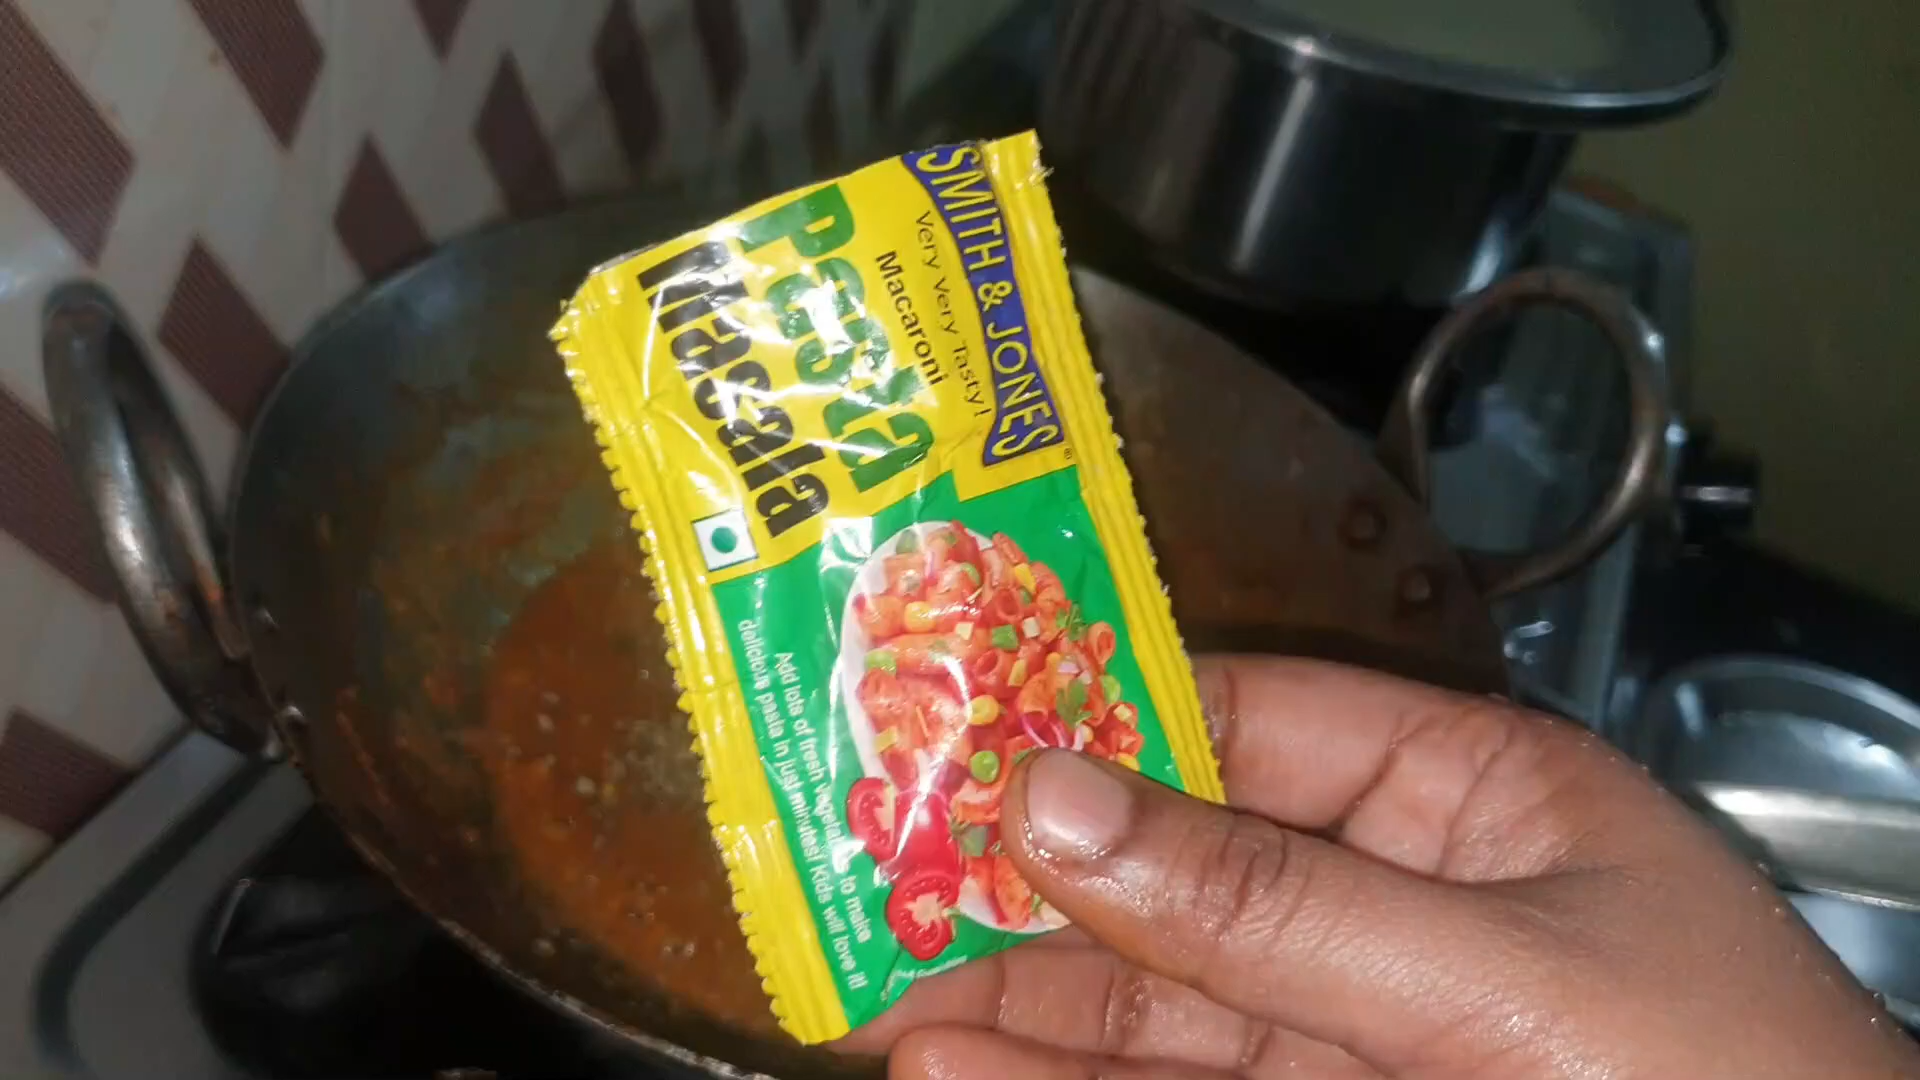 SMITH & JONES
Very Very Tasty!
Macaroni
Pasta
Masala
Add lots of fresh vegetables to make
delicious pasta in just minutes! Kids will love it!